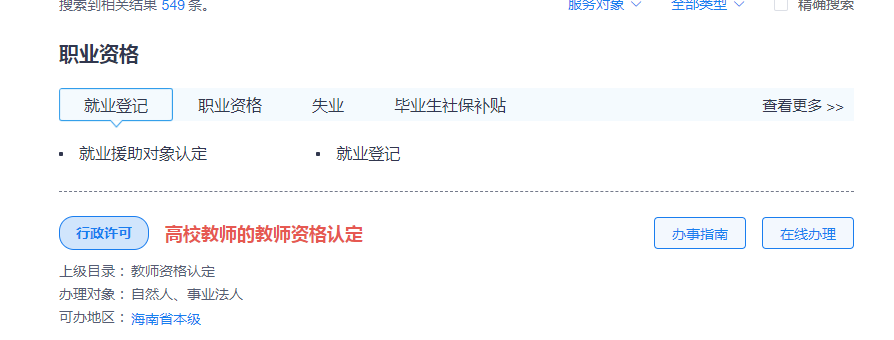 搜索到相关结果 549 条。 服务对象 全部类型 精确搜索
职业资格
就业登记 职业资格 失业 毕业生社保补贴 查看更多 >>
▪ 就业援助对象认定 ▪ 就业登记
行政许可 高校教师的教师资格认定 办事指南 在线办理
上级目录： 教师资格认定
办理对象： 自然人、事业法人
可办地区： 海南省本级